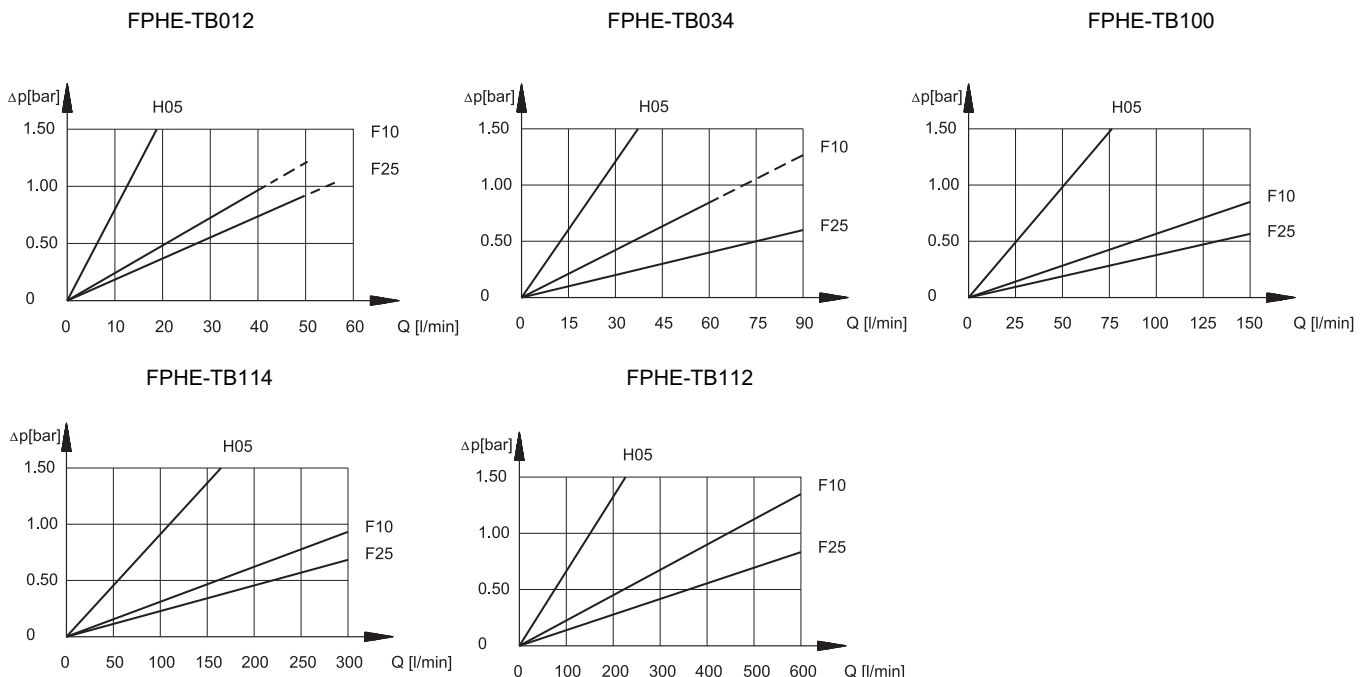 FPHE-TB012
Δp[bar]
H05
1.50
F10
F25
1.00
0.50
0
0 10 20 30 40 50 60 Q [l/min]
FPHE-TB034
Δp[bar]
H05
1.50
F10
1.00
F25
0.50
0
0 15 30 45 60 75 90 Q [l/min]
FPHE-TB100
Δp[bar]
H05
1.50
1.00
F10
F25
0.50
0
0 25 50 75 100 125 150 Q [l/min]
FPHE-TB114
Δp[bar]
H05
1.50
1.00
F10
F25
0.50
0
0 50 100 150 200 250 300 Q [l/min]
FPHE-TB112
Δp[bar]
H05
1.50
F10
1.00
F25
0.50
0
0 100 200 300 400 500 600 Q [l/min]